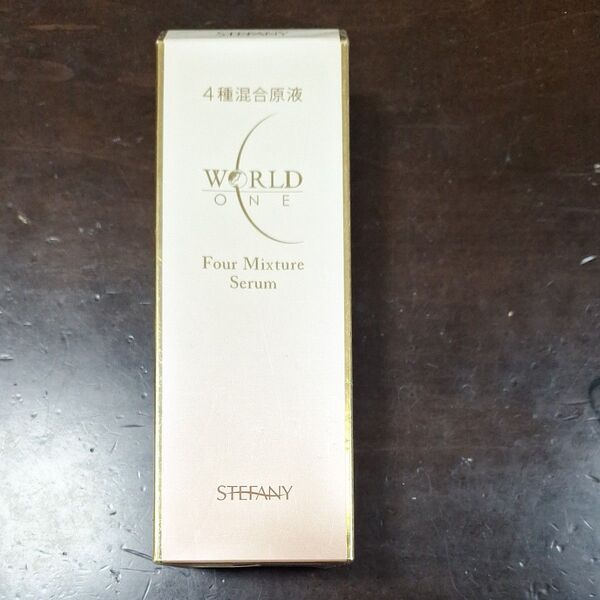 STEFANY
4種混合原液
WORLD
ONE
Four Mixture
Serum
STEFANY